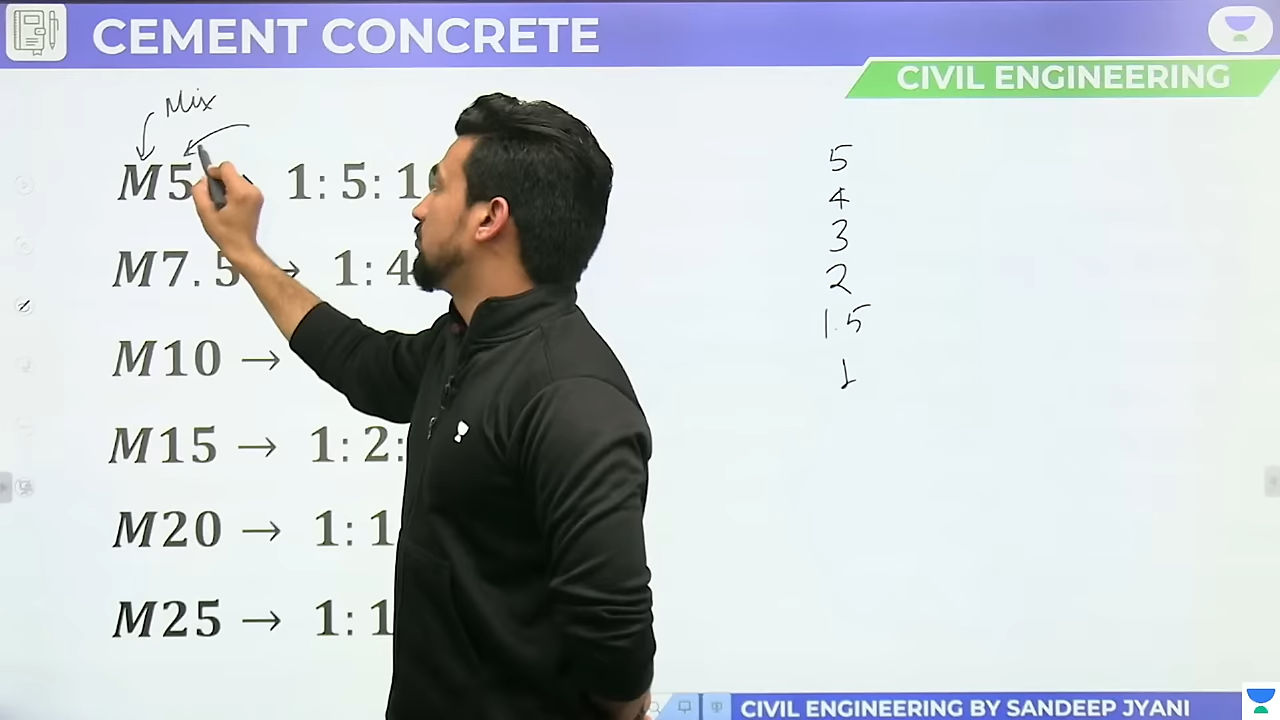 CEMENT CONCRETE
CIVIL ENGINEERING
Mix
M5 1: 5: 1
M7.5 → 1: 4
M10 →
M15 → 1: 2:
M20 → 1: 1
M25 → 1: 1
5
4
3
2
1.5
1
CIVIL ENGINEERING BY SANDEEP JYANI